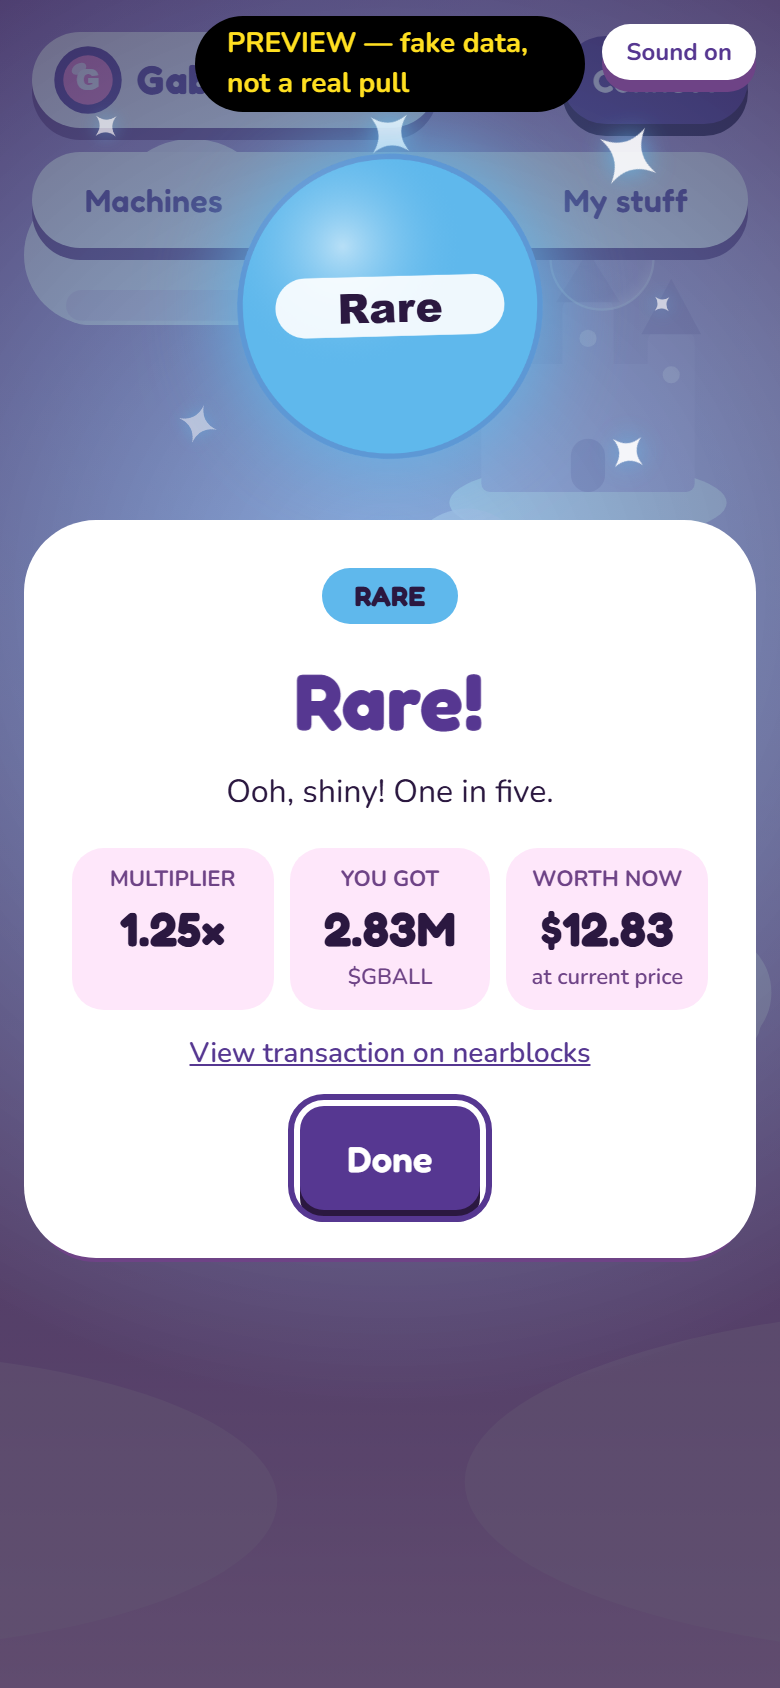 PREVIEW — fake data,
not a real pull
Sound on
Machines
My stuff
Rare
RARE
Rare!
Ooh, shiny! One in five.
MULTIPLIER
1.25x
YOU GOT
2.83M
$GBALL
WORTH NOW
$12.83
at current price
View transaction on nearblocks
Done